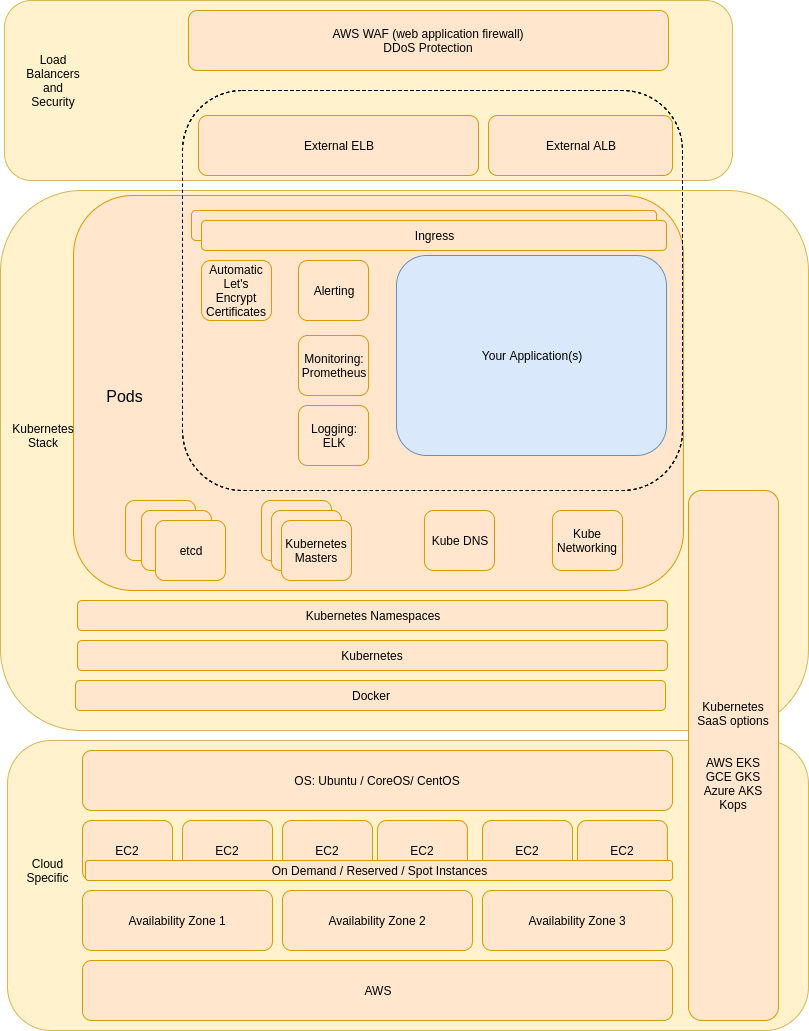 AWS WAF (web application firewall)
DDoS Protection
Load
Balancers
and
Security
External ELB
External ALB
Ingress
Automatic
Let's
Encrypt
Certificates
Alerting
Your Application(s)
Monitoring:
Prometheus
Pods
Logging:
ELK
Kubernetes
Stack
etcd
Kubernetes
Masters
Kube DNS
Kube
Networking
Kubernetes Namespaces
Kubernetes
Docker
Kubernetes
SaaS options
AWS EKS
GCE GKS
Azure AKS
Kops
OS: Ubuntu / CoreOS/ CentOS
EC2
EC2
EC2
EC2
EC2
EC2
On Demand / Reserved / Spot Instances
Cloud
Specific
Availability Zone 1
Availability Zone 2
Availability Zone 3
AWS